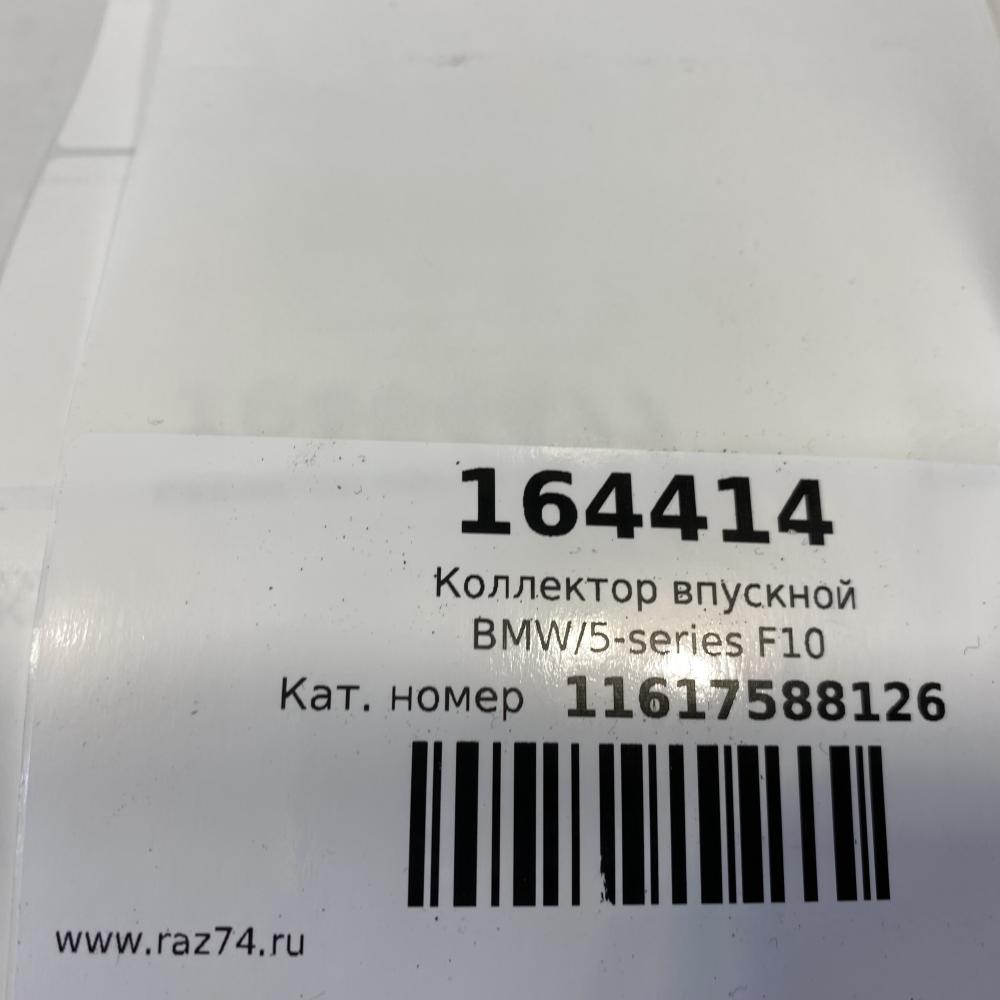 164414
Коллектор впускной
BMW/5-series F10
Кат. номер 11617588126
www.raz74.ru